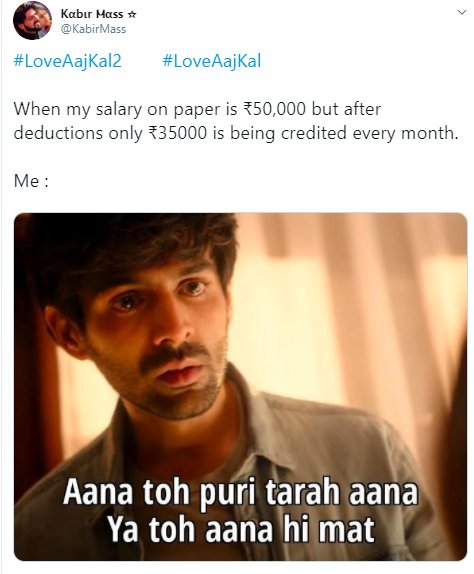 Kabir Mass ☆
@KabirMass
#LoveAajKal2 #LoveAajKal
When my salary on paper is ₹50,000 but after
deductions only ₹35000 is being credited every month.
Me :
Aana toh puri tarah aana
Ya toh aana hi mat